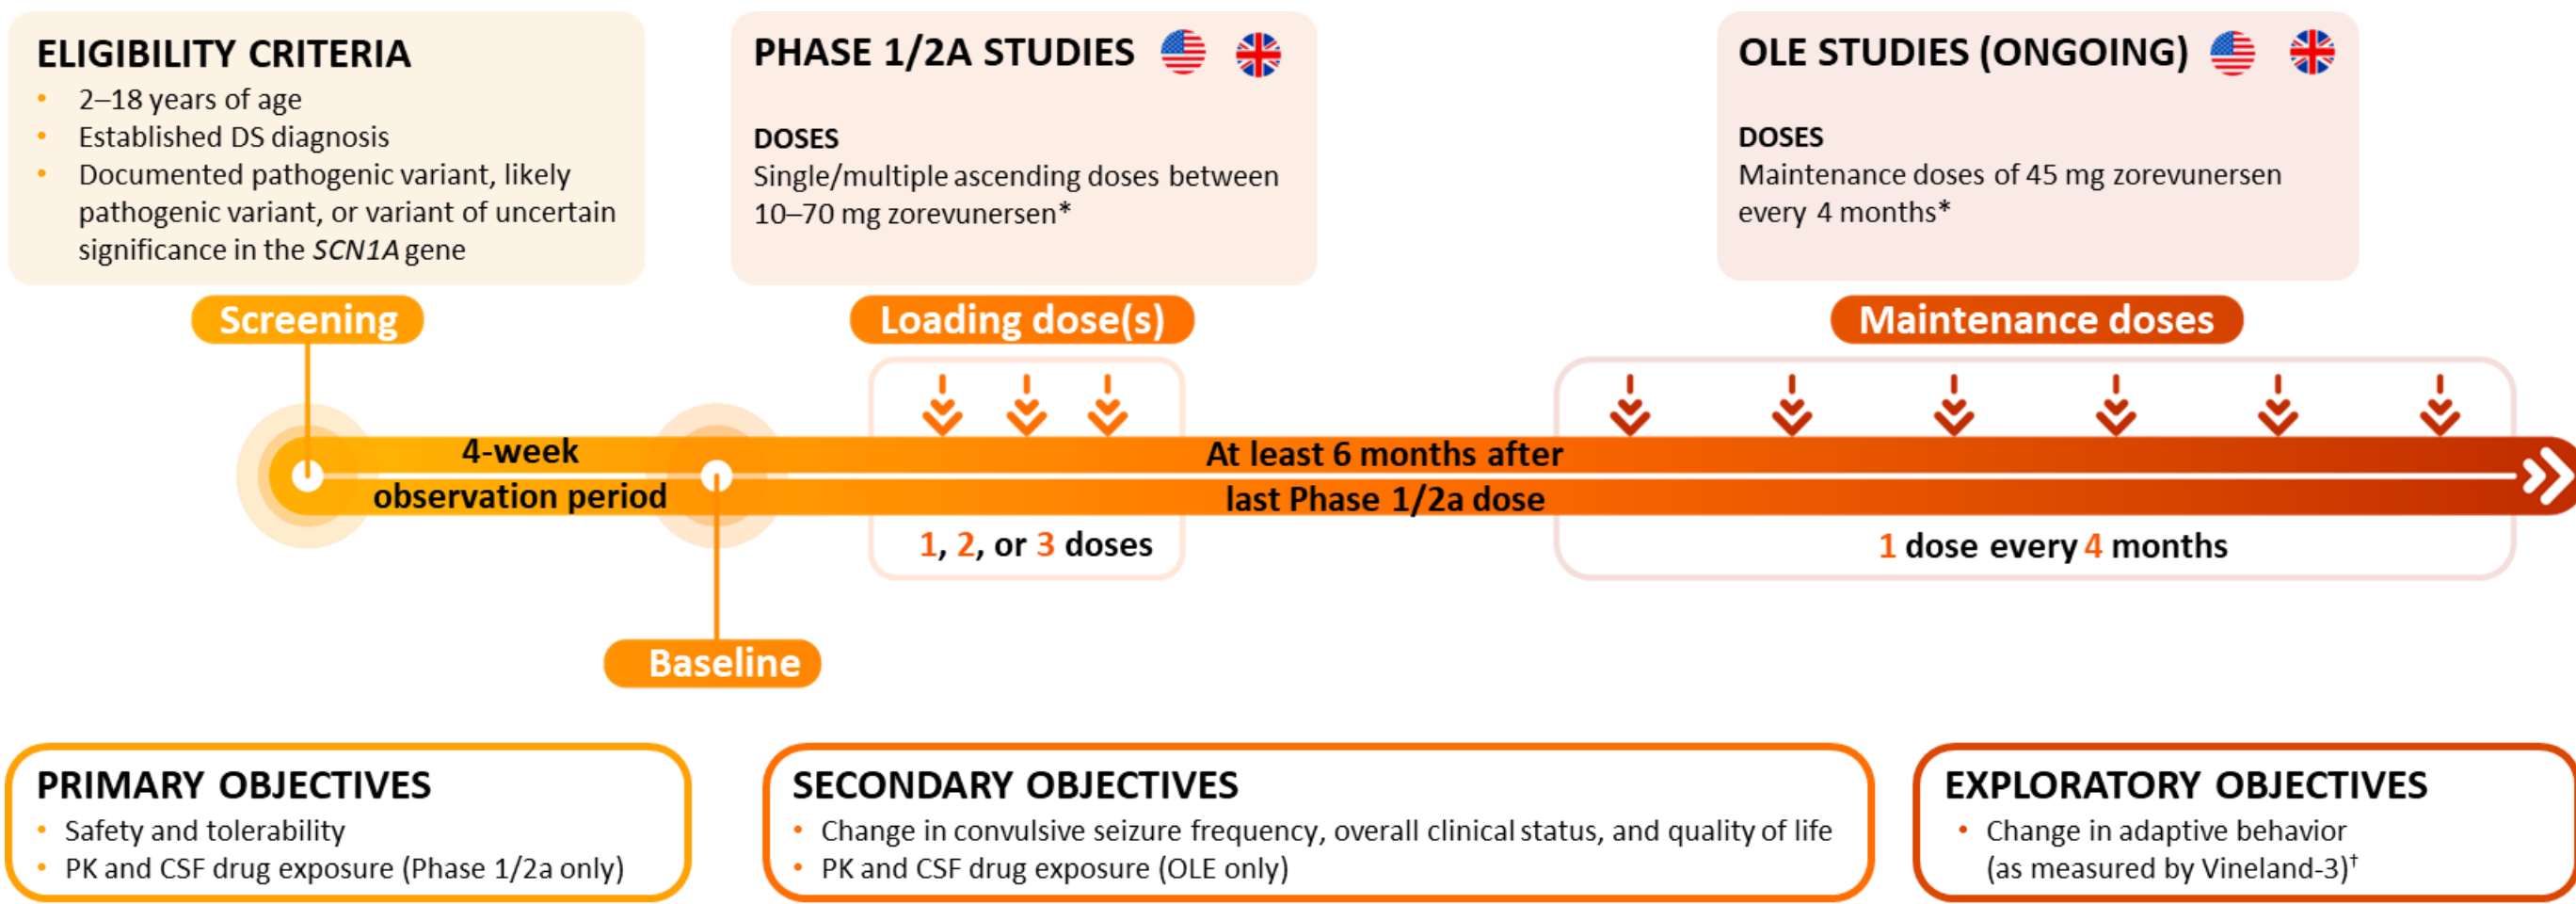 ELIGIBILITY CRITERIA
• 2–18 years of age
• Established DS diagnosis
• Documented pathogenic variant, likely
pathogenic variant, or variant of uncertain
significance in the SCN1A gene
PHASE 1/2A STUDIES
DOSES
Single/multiple ascending doses between
10–70 mg zorevunersen*
OLE STUDIES (ONGOING)
DOSES
Maintenance doses of 45 mg zorevunersen
every 4 months*
Screening
Loading dose(s)
Maintenance doses
4-week
observation period
At least 6 months after
last Phase 1/2a dose
1, 2, or 3 doses
1 dose every 4 months
Baseline
PRIMARY OBJECTIVES
• Safety and tolerability
• PK and CSF drug exposure (Phase 1/2a only)
SECONDARY OBJECTIVES
• Change in convulsive seizure frequency, overall clinical status, and quality of life
• PK and CSF drug exposure (OLE only)
EXPLORATORY OBJECTIVES
• Change in adaptive behavior
(as measured by Vineland-3)†